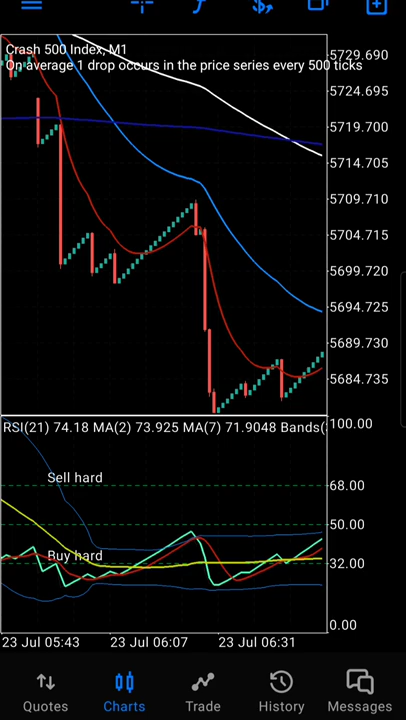 Crash 500 Index, M1
On average 1 drop occurs in the price series every 500 ticks
5729.690
5724.695
5719.700
5714.705
5709.710
5704.715
5699.720
5694.725
5689.730
5684.735
RSI(21) 74.18 MA(2) 73.925 MA(7) 71.9048 Bands(
100.00
Sell hard
68.00
50.00
Buy hard
32.00
0.00
23 Jul 05:43
23 Jul 06:07
23 Jul 06:31
Quotes
Charts
Trade
History
Messages